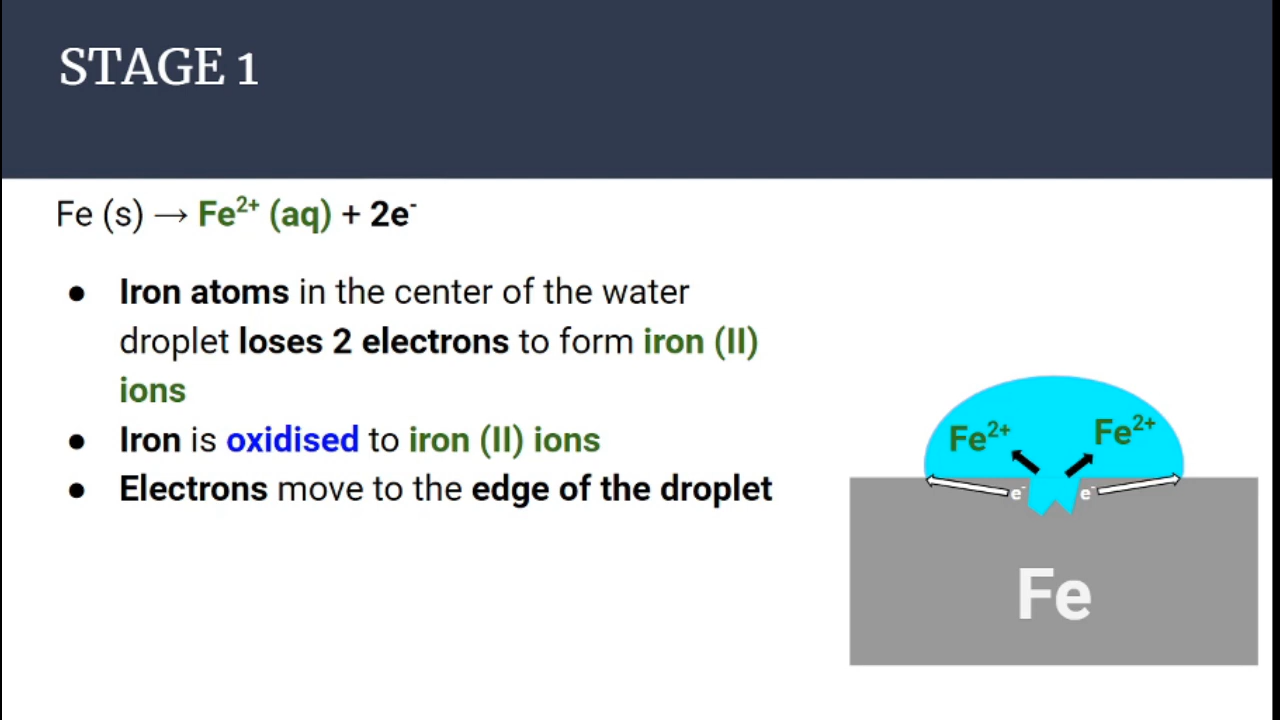 STAGE 1
Fe (s) → Fe²⁺ (aq) + 2e⁻
● Iron atoms in the center of the water
droplet loses 2 electrons to form iron (II)
ions
● Iron is oxidised to iron (II) ions
● Electrons move to the edge of the droplet
Fe²⁺ Fe²⁺
e⁻ e⁻
Fe